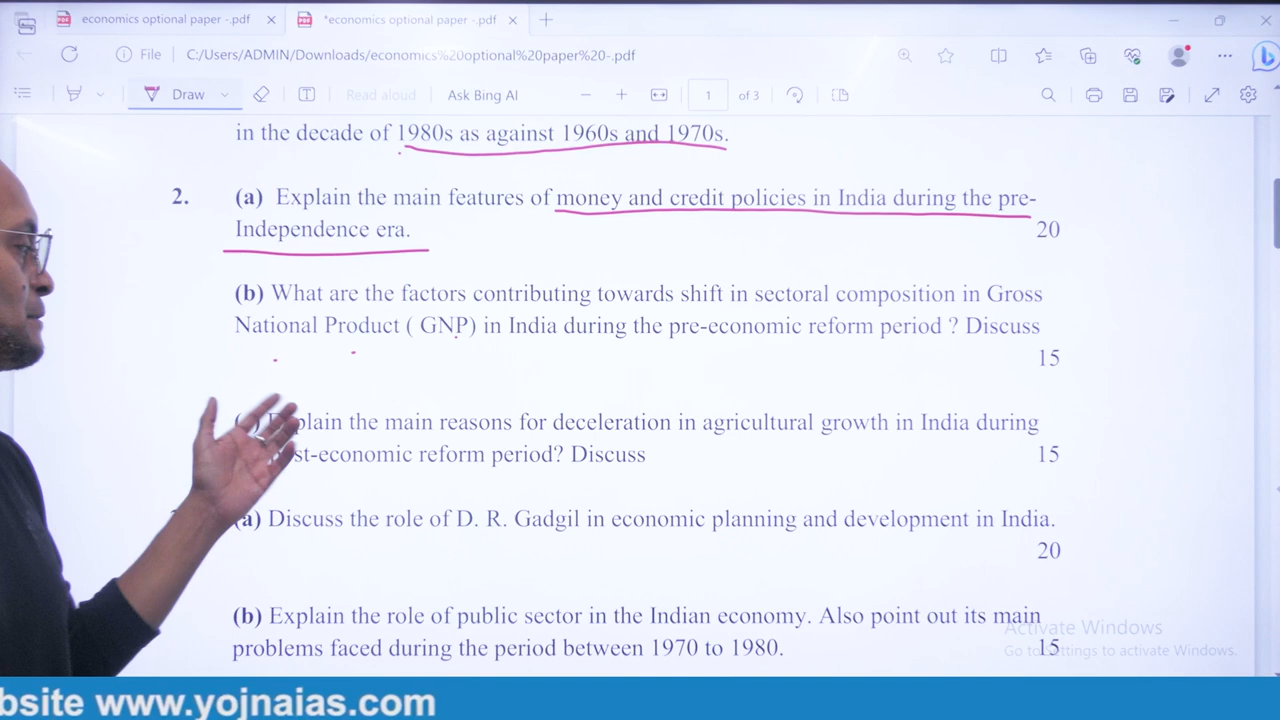 economics optional paper -.pdf
*economics optional paper -.pdf
File
C:/Users/ADMIN/Downloads/economics%20optional%20paper%20-.pdf
Draw
Read aloud
Ask Bing AI
1 of 3
in the decade of 1980s as against 1960s and 1970s.
2. (a) Explain the main features of money and credit policies in India during the pre-
Independence era. 20
(b) What are the factors contributing towards shift in sectoral composition in Gross
National Product ( GNP) in India during the pre-economic reform period ? Discuss
15
plain the main reasons for deceleration in agricultural growth in India during
st-economic reform period? Discuss 15
a) Discuss the role of D. R. Gadgil in economic planning and development in India.
20
(b) Explain the role of public sector in the Indian economy. Also point out its main
problems faced during the period between 1970 to 1980. 15
Activate Windows
Go to Settings to activate Windows.
bsite www.yojnaias.com